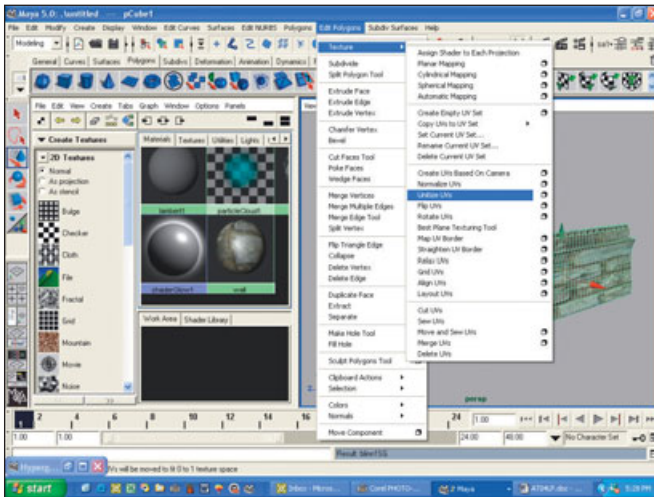 Maya 5.0: .\untitled --- pCube1
File Edit Modify Create Display Window Edit Curves Surfaces Edit NURBS Polygons Edit Polygons Subdiv Surfaces Help
Modeling
General Curves Surfaces Polygons Subdivs Deformation Animation Dynamics
File Edit View Create Tabs Graph Window Options Panels
Create Textures
Materials Textures Utilities Lights
2D Textures
Normal
As projection
As stencil
Bulge
Checker
Cloth
File
Fractal
Grid
Mountain
Movie
Noise
lambert1 particleCloud1
shaderGlow1 wall
Work Area Shader Library
Texture
Subdivide
Split Polygon Tool
Extrude Face
Extrude Edge
Extrude Vertex
Chamfer Vertex
Bevel
Cut Faces Tool
Poke Faces
Wedge Faces
Merge Vertices
Merge Multiple Edges
Merge Edge Tool
Split Vertex
Flip Triangle Edge
Collapse
Delete Vertex
Delete Edge
Duplicate Face
Extract
Separate
Make Hole Tool
Fill Hole
Sculpt Polygons Tool
Clipboard Actions
Selection
Colors
Normals
Move Component
Assign Shader to Each Projection
Planar Mapping
Cylindrical Mapping
Spherical Mapping
Automatic Mapping
Create Empty UV Set
Copy UVs to UV Set
Set Current UV Set...
Rename Current UV Set...
Delete Current UV Set
Create UVs Based On Camera
Normalize UVs
Unitize UVs
Flip UVs
Rotate UVs
Best Plane Texturing Tool
Map UV Border
Straighten UV Border
Relax UVs
Grid UVs
Align UVs
Layout UVs
Cut UVs
Sew UVs
Move and Sew UVs
Merge UVs
Delete UVs
persp
2 4 6 8 10 12 14 16 24 1.00
1.00 1.00 24.00 48.00 No Character Set
Result: blinn1SG
UVs will be moved to fit 0 to 1 texture space
start 2 Maya 5:28 PM